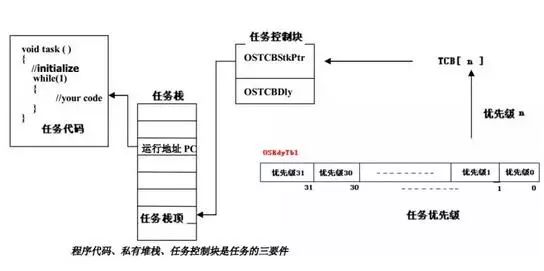 void task ( )
{
//initialize
while(1)
{
//your code
}
}
任务代码
任务栈
运行地址 PC
任务栈顶
任务控制块
OSTCBStkPtr
OSTCBDly
TCB[ n ]
优先级 n
OSRdyTbl
优先级31 优先级30 优先级1 优先级0
31 30 1 0
任务优先级
程序代码、私有堆栈、任务控制块是任务的三要件